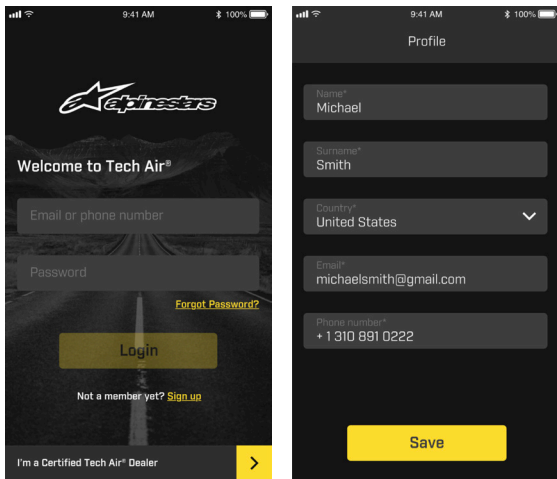 9:41 AM
100%
alpinestars
Welcome to Tech Air®
Email or phone number
Password
Forgot Password?
Login
Not a member yet? Sign up
I'm a Certified Tech Air® Dealer
9:41 AM
100%
Profile
Name*
Michael
Surname*
Smith
Country*
United States
Email*
michaelsmith@gmail.com
Phone number*
+ 1 310 891 0222
Save